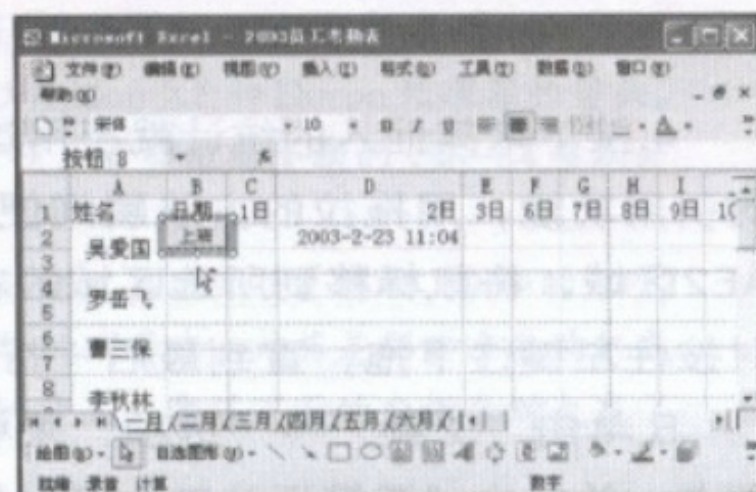 Microsoft Excel - 2003员工考勤表
文件(F) 编辑(E) 视图(V) 插入(I) 格式(O) 工具(T) 数据(D) 窗口(W)
帮助(H)
宋体 10 B I U
按钮 8
A B C D E F G H I
1 姓名 日期 1日 2日 3日 6日 7日 8日 9日 10
2 吴爱国 上班 2003-2-23 11:04
3
4 罗岳飞
5
6 曹三保
7
8 李秋林
一月 二月 三月 四月 五月 六月
绘图(D) 自选图形(U)
就绪 录音 计算 数字